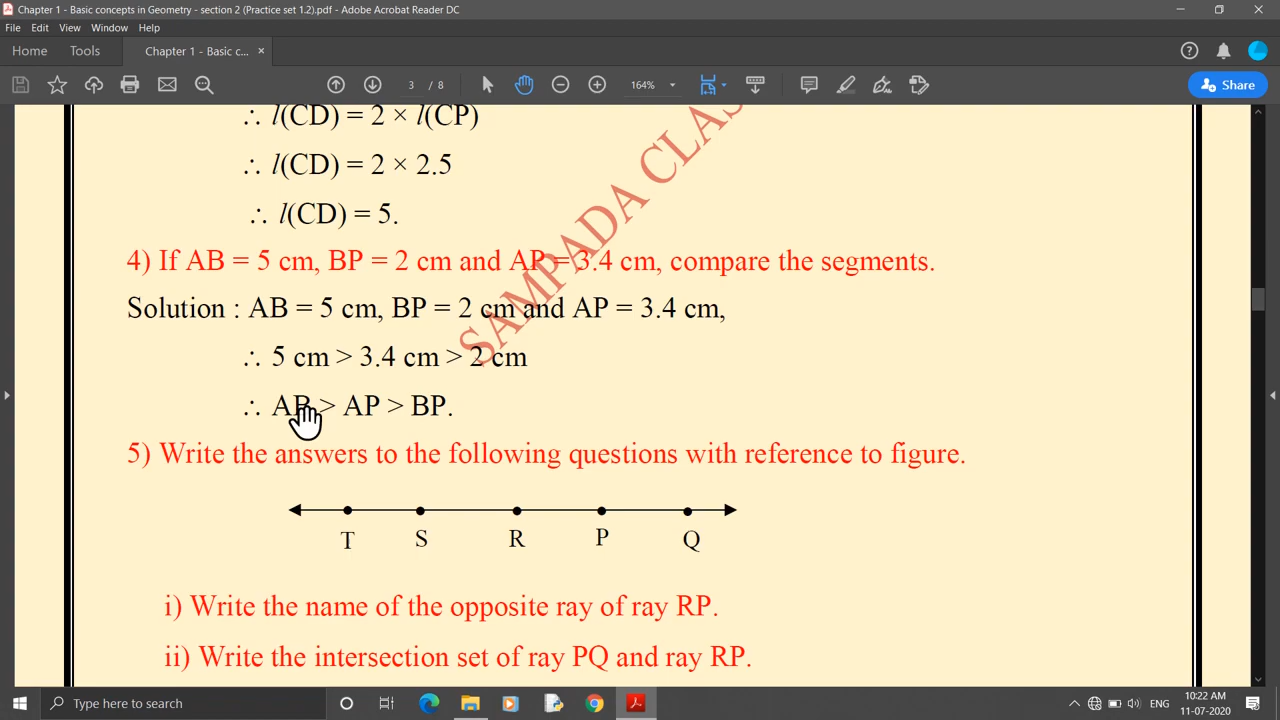 Chapter 1 - Basic concepts in Geometry - section 2 (Practice set 1.2).pdf - Adobe Acrobat Reader DC
File Edit View Window Help
Home Tools Chapter 1 - Basic c... ×
3 / 8 164% Share
∴ l(CD) = 2 × l(CP)
∴ l(CD) = 2 × 2.5
∴ l(CD) = 5.
SAMPADA CLAS
4) If AB = 5 cm, BP = 2 cm and AP = 3.4 cm, compare the segments.
Solution : AB = 5 cm, BP = 2 cm and AP = 3.4 cm,
∴ 5 cm > 3.4 cm > 2 cm
∴ AB > AP > BP.
5) Write the answers to the following questions with reference to figure.
T S R P Q
i) Write the name of the opposite ray of ray RP.
ii) Write the intersection set of ray PQ and ray RP.
Type here to search
ENG
10:22 AM
11-07-2020